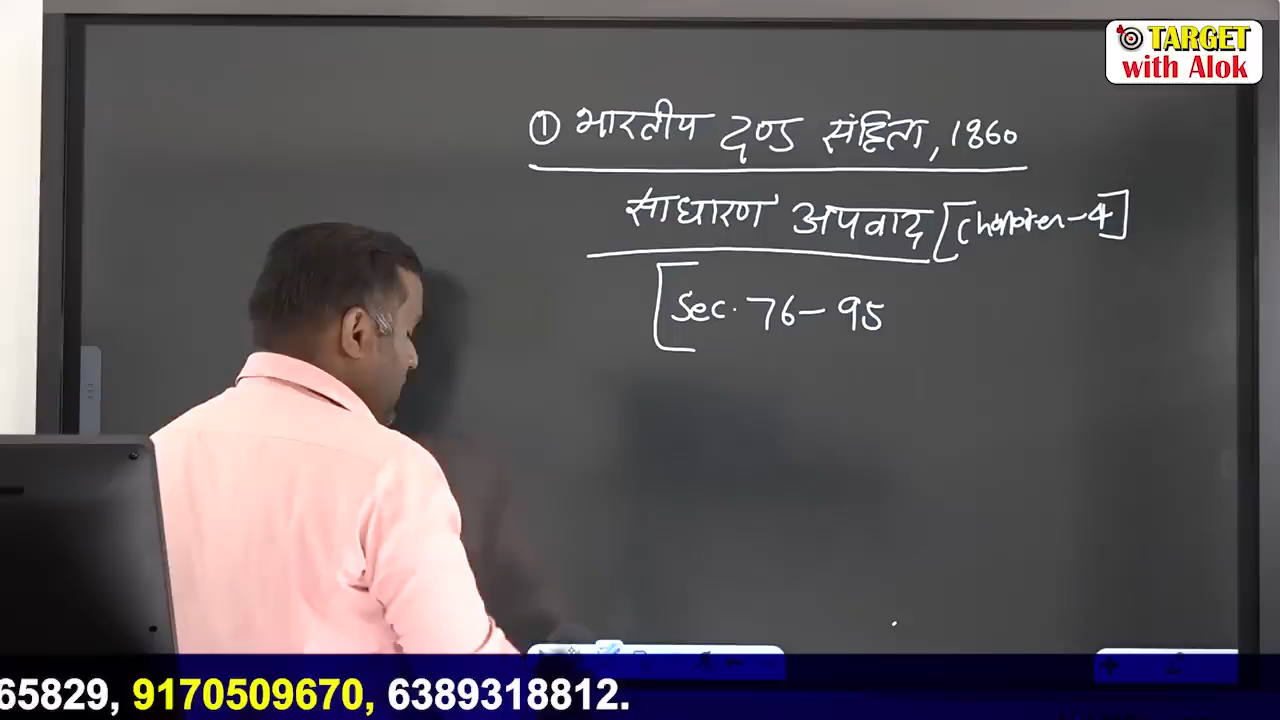 TARGET
with Alok
① भारतीय दण्ड संहिता, 1860
साधारण अपवाद [Chapter-4]
[Sec. 76-95
65829, 9170509670, 6389318812.